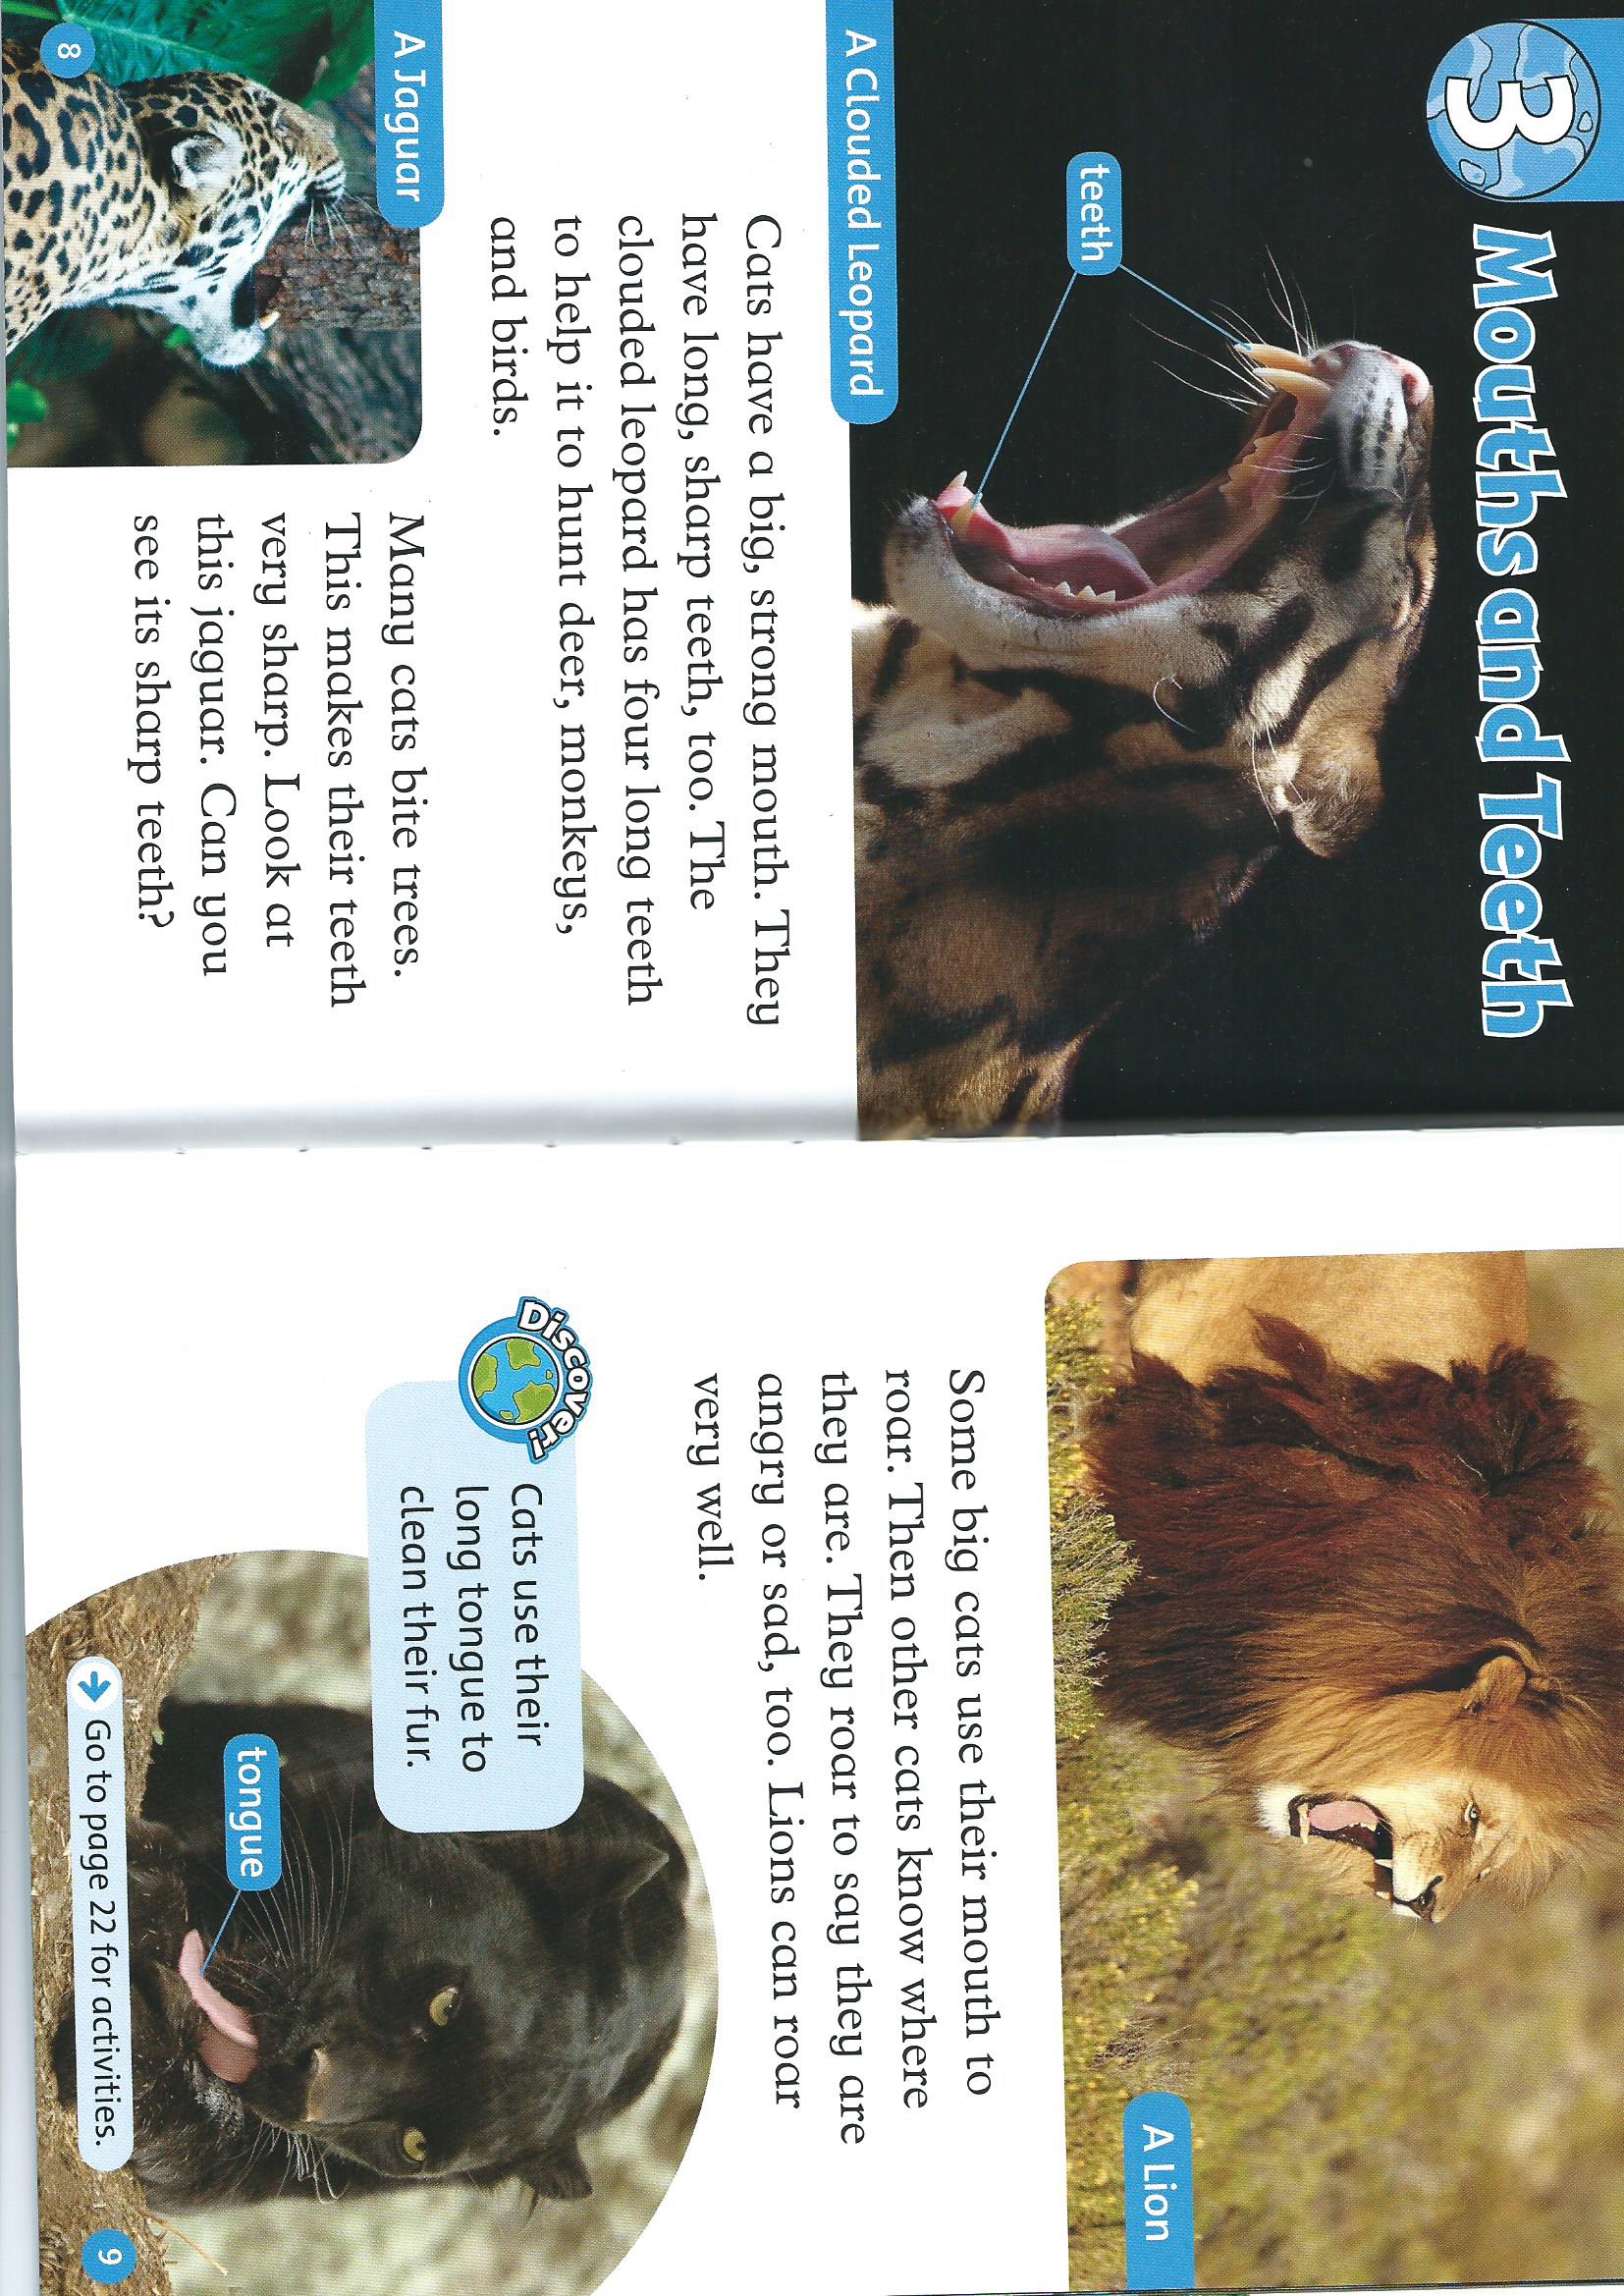 3
Mouths and Teeth
teeth
A Clouded Leopard
Cats have a big, strong mouth. They
have long, sharp teeth, too. The
clouded leopard has four long teeth
to help it to hunt deer, monkeys,
and birds.
A Jaguar
Many cats bite trees.
This makes their teeth
very sharp. Look at
this jaguar. Can you
see its sharp teeth?
8
A Lion
Some big cats use their mouth to
roar. Then other cats know where
they are. They roar to say they are
angry or sad, too. Lions can roar
very well.
Discover!
Cats use their
long tongue to
clean their fur.
tongue
Go to page 22 for activities.
9